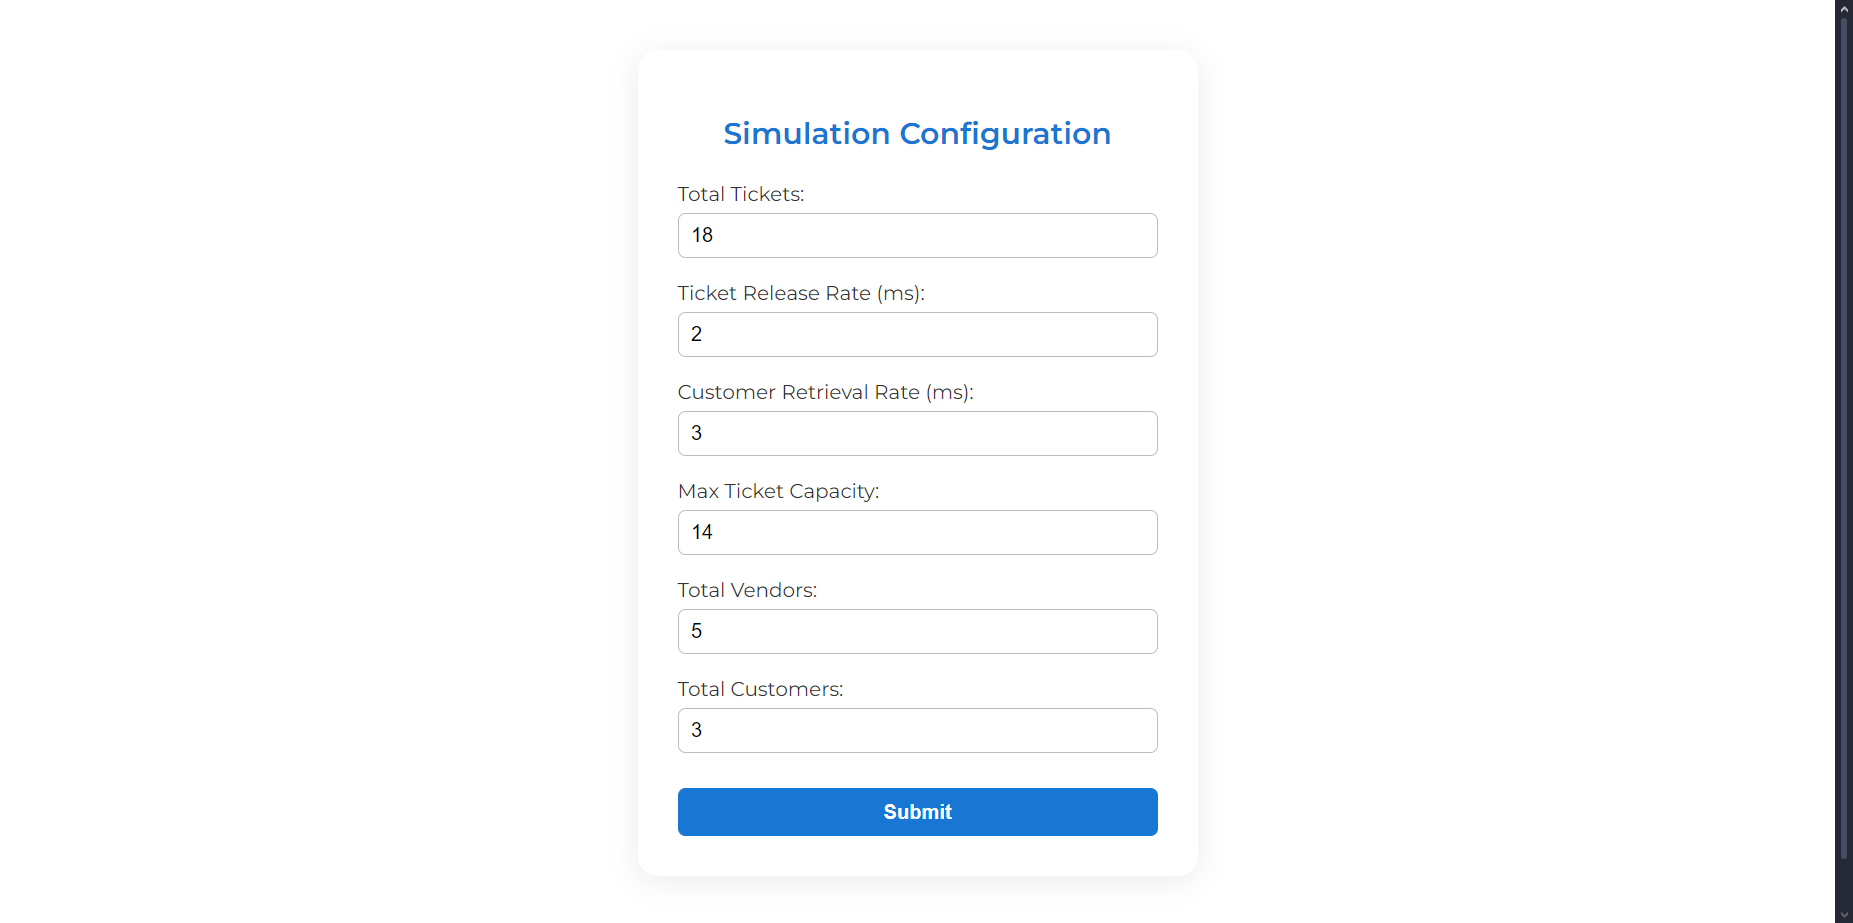 Simulation Configuration
Total Tickets:
18
Ticket Release Rate (ms):
2
Customer Retrieval Rate (ms):
3
Max Ticket Capacity:
14
Total Vendors:
5
Total Customers:
3
Submit